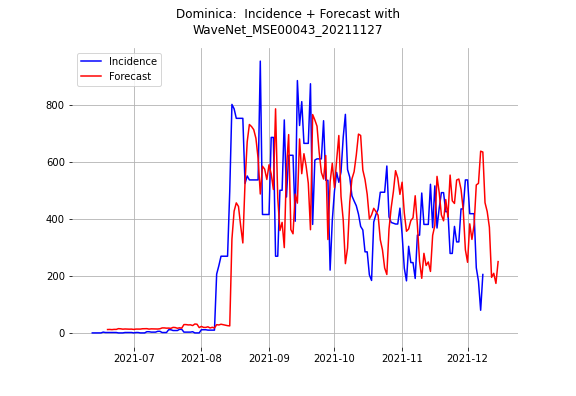 Dominica:  Incidence + Forecast with
WaveNet_MSE00043_20211127
Incidence
Forecast
800
600
400
200
0
2021-07
2021-08
2021-09
2021-10
2021-11
2021-12